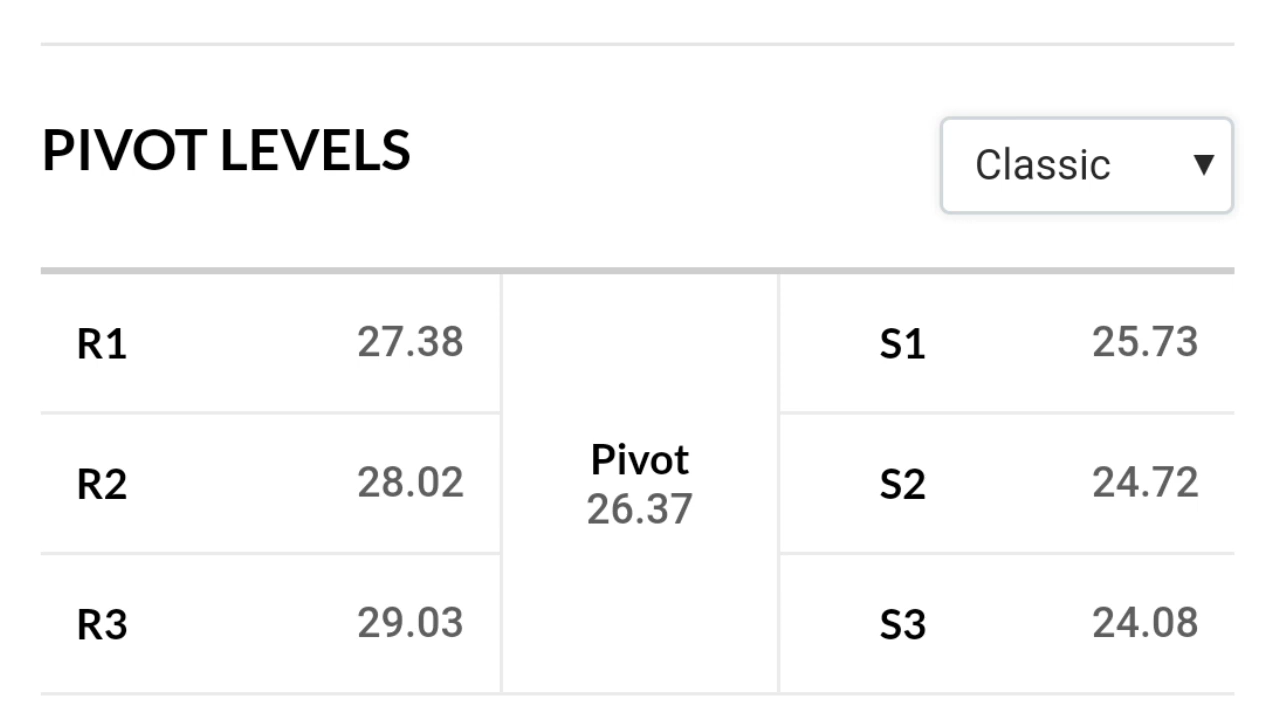 PIVOT LEVELS
Classic ▼
R1 27.38
R2 28.02
R3 29.03
Pivot
26.37
S1 25.73
S2 24.72
S3 24.08